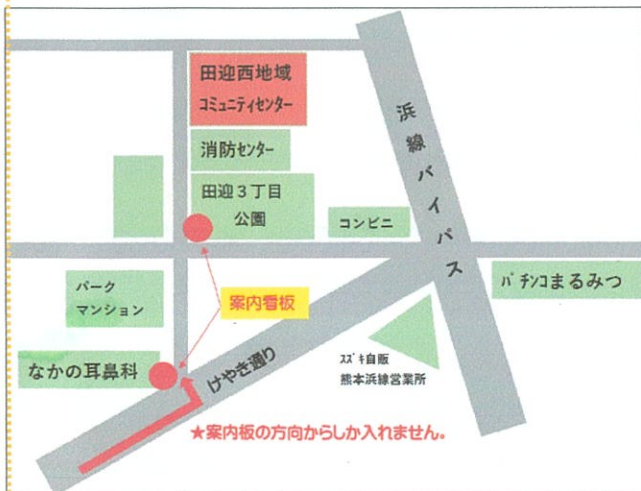 田迎西地域
コミュニティセンター
消防センター
田迎３丁目
公園
コンビニ
浜線バイパス
パーク
マンション
案内看板
パチンコまるみつ
なかの耳鼻科
けやき通り
スズキ自販
熊本浜線営業所
★案内板の方向からしか入れません。